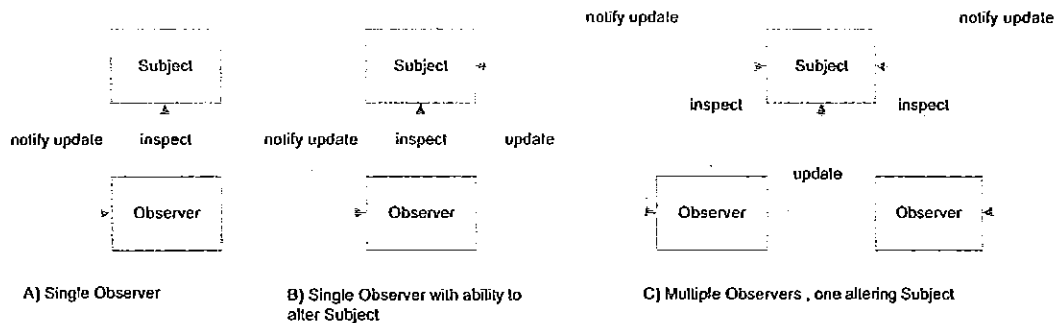 notify update
notify update
Subject
Subject
Subject
inspect
inspect
notify update
inspect
notify update
inspect
update
update
Observer
Observer
Observer
Observer
A) Single Observer
B) Single Observer with ability to
alter Subject
C) Multiple Observers , one altering Subject